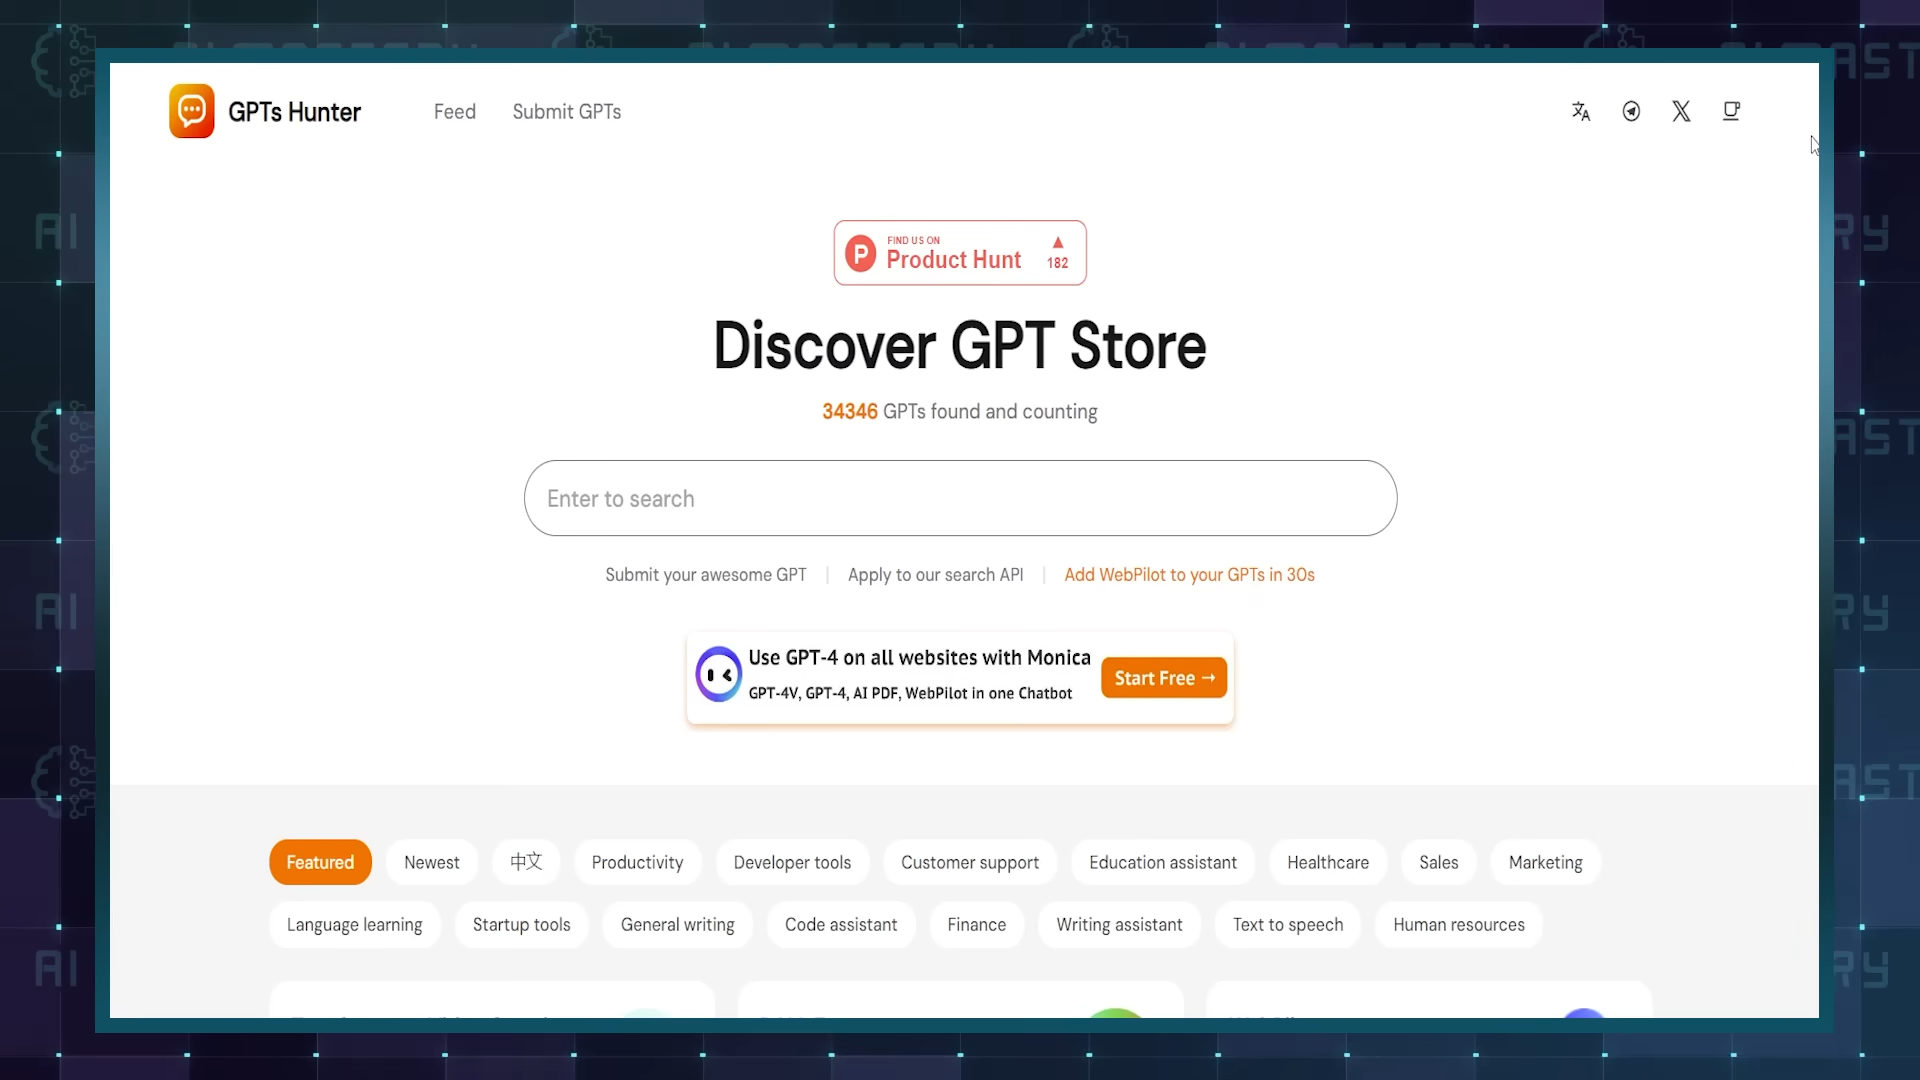 GPTs Hunter
Feed
Submit GPTs
FIND US ON
Product Hunt
182
Discover GPT Store
34346 GPTs found and counting
Enter to search
Submit your awesome GPT
Apply to our search API
Add WebPilot to your GPTs in 30s
Use GPT-4 on all websites with Monica
GPT-4V, GPT-4, AI PDF, WebPilot in one Chatbot
Start Free →
Featured
Newest
中文
Productivity
Developer tools
Customer support
Education assistant
Healthcare
Sales
Marketing
Language learning
Startup tools
General writing
Code assistant
Finance
Writing assistant
Text to speech
Human resources